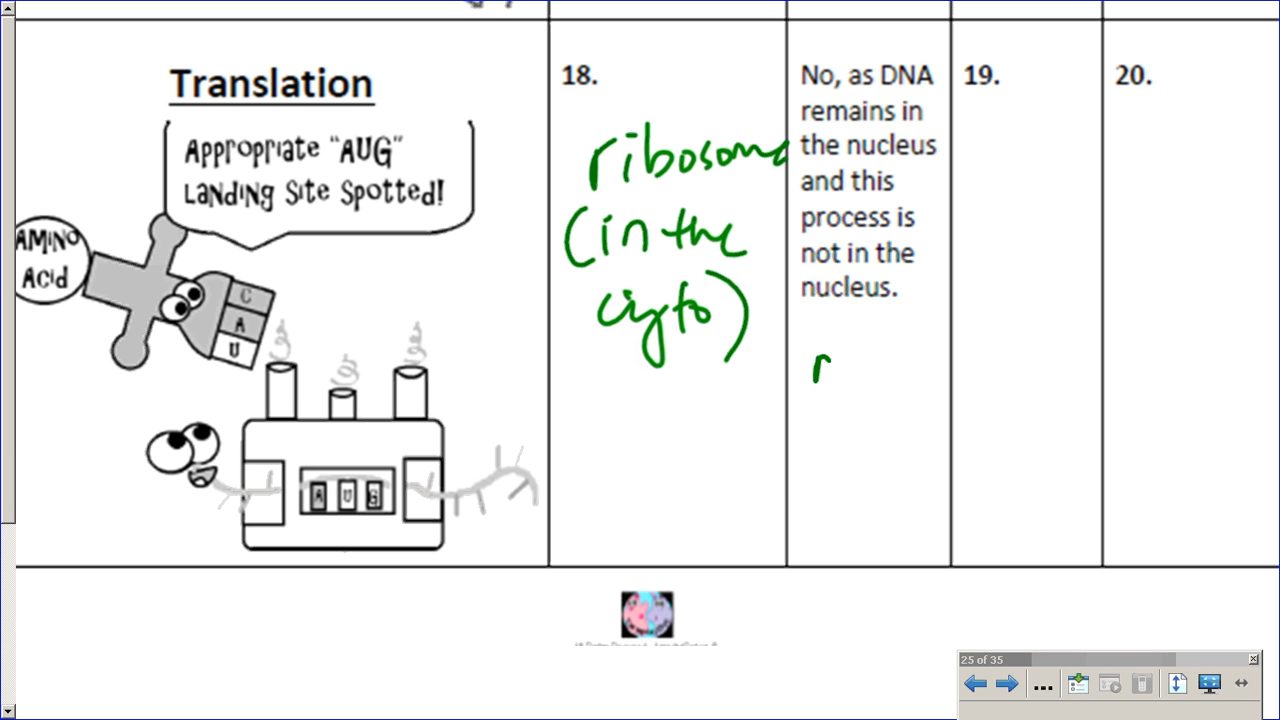 Translation
Appropriate "AUG"
Landing Site Spotted!
AMINO
Acid
C
A
U
A U G
18.
ribosome
(in the
cyto)
No, as DNA
remains in
the nucleus
and this
process is
not in the
nucleus.
r
19.
20.
25 of 35
...